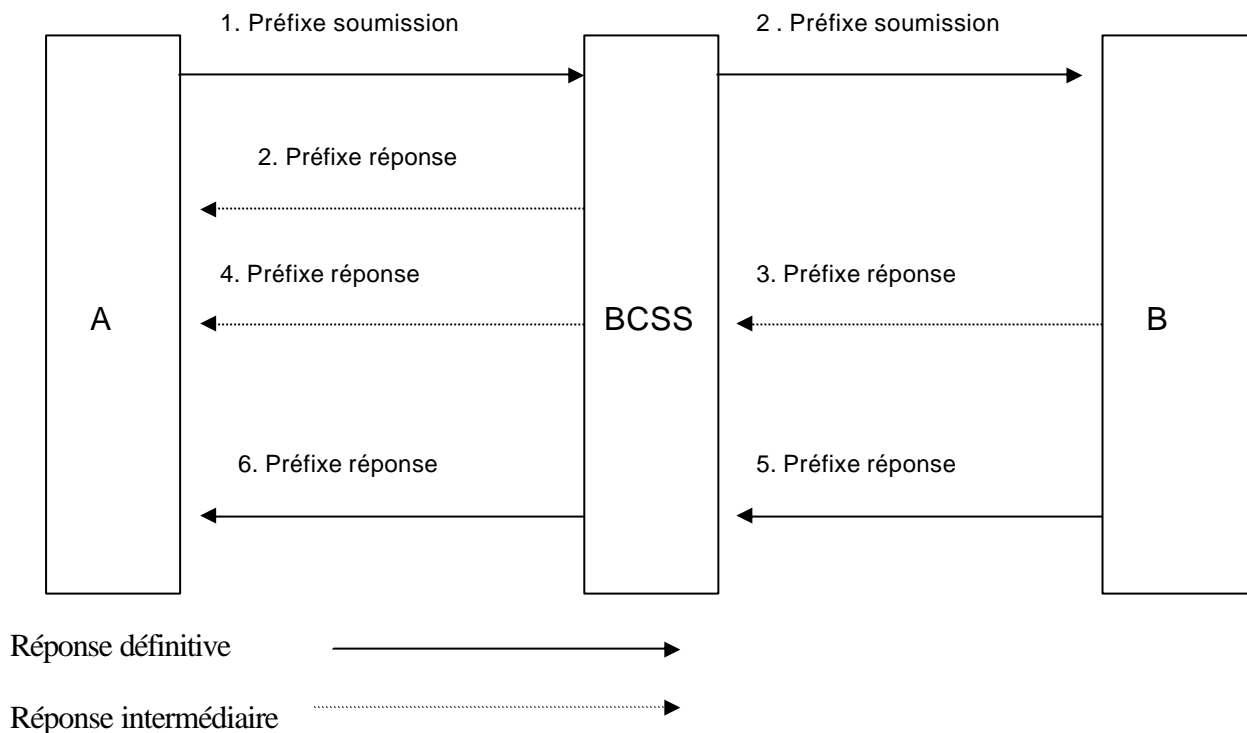 1. Préfixe soumission
2 . Préfixe soumission
2. Préfixe réponse
4. Préfixe réponse
3. Préfixe réponse
A
BCSS
B
6. Préfixe réponse
5. Préfixe réponse
Réponse définitive
Réponse intermédiaire